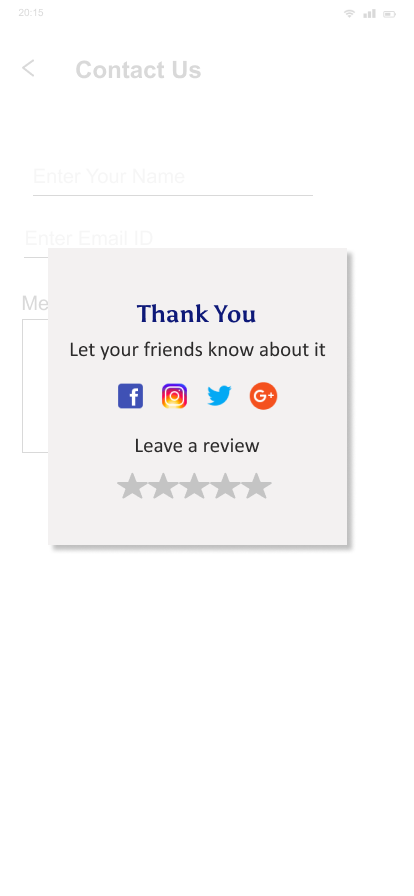 20:15
Contact Us
Enter Your Name
Enter Email ID
Me
Thank You
Let your friends know about it
f
G+
Leave a review